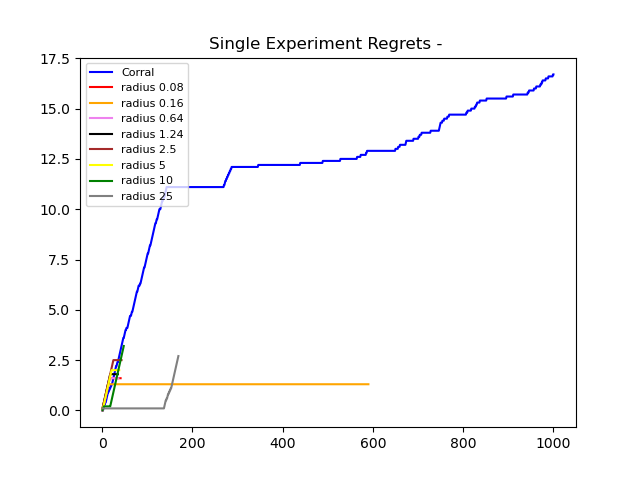 Single Experiment Regrets -
17.5
15.0
12.5
10.0
7.5
5.0
2.5
0.0
Corral
radius 0.08
radius 0.16
radius 0.64
radius 1.24
radius 2.5
radius 5
radius 10
radius 25
0 200 400 600 800 1000